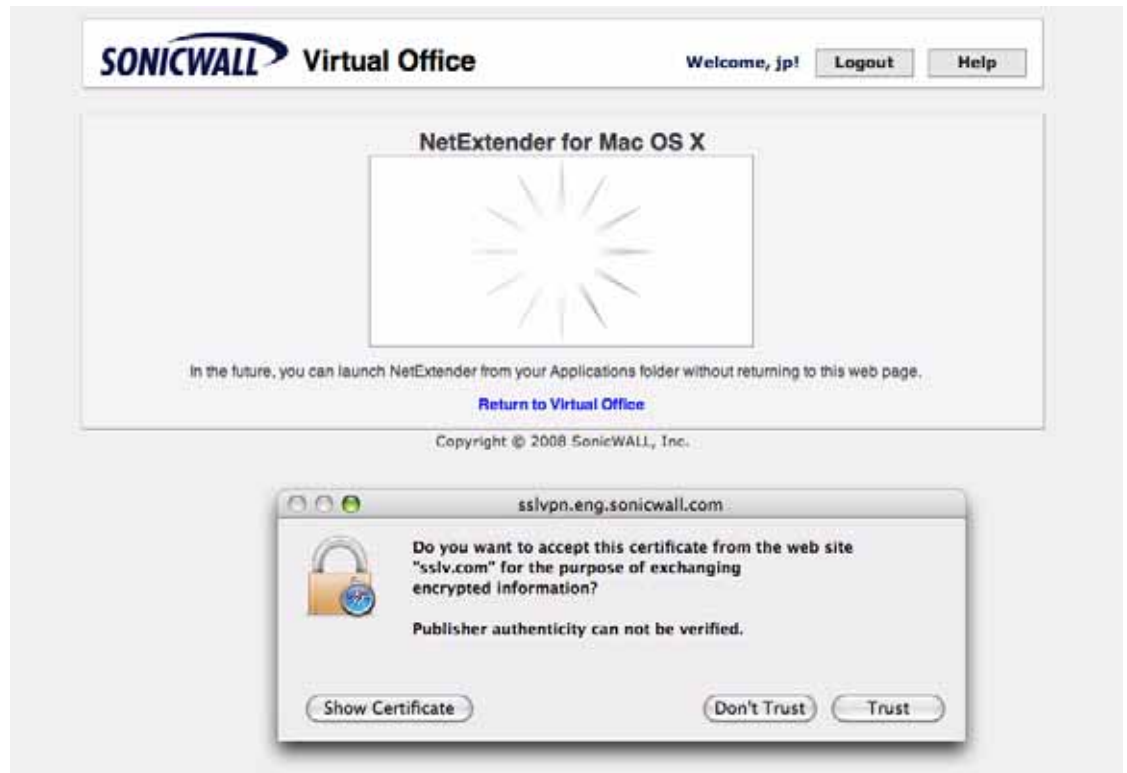 SONICWALL Virtual Office
Welcome, jp! Logout Help
NetExtender for Mac OS X
In the future, you can launch NetExtender from your Applications folder without returning to this web page.
Return to Virtual Office
Copyright © 2008 SonicWALL, Inc.
sslvpn.eng.sonicwall.com
Do you want to accept this certificate from the web site
"sslv.com" for the purpose of exchanging
encrypted information?
Publisher authenticity can not be verified.
Show Certificate Don't Trust Trust